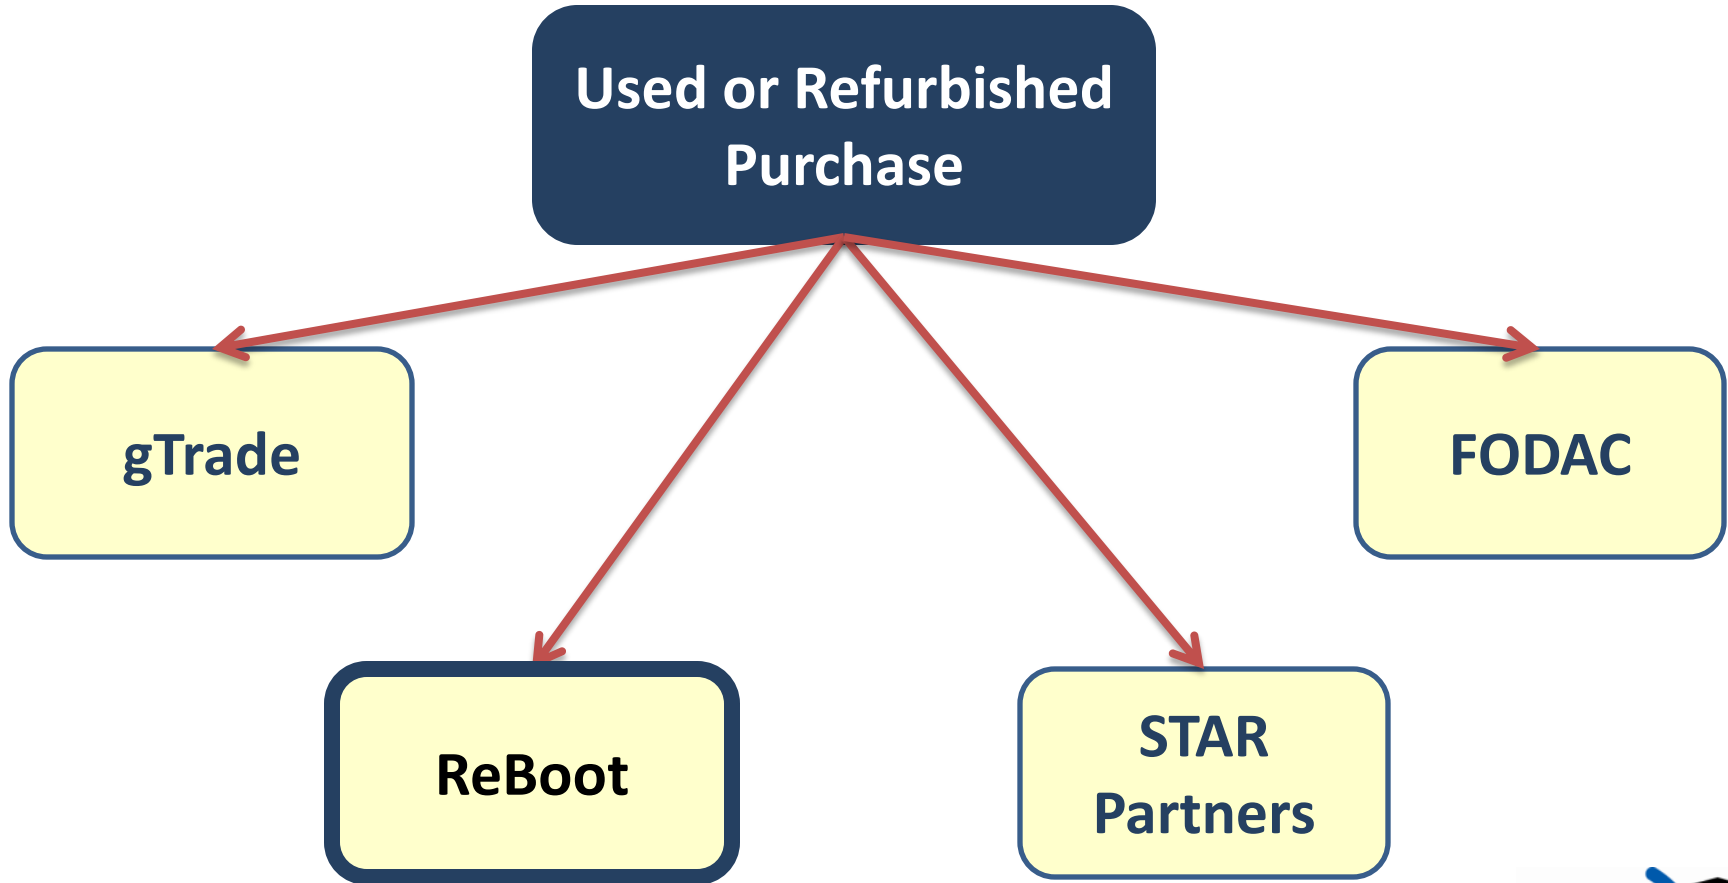 Used or Refurbished
Purchase
gTrade
FODAC
ReBoot
STAR
Partners